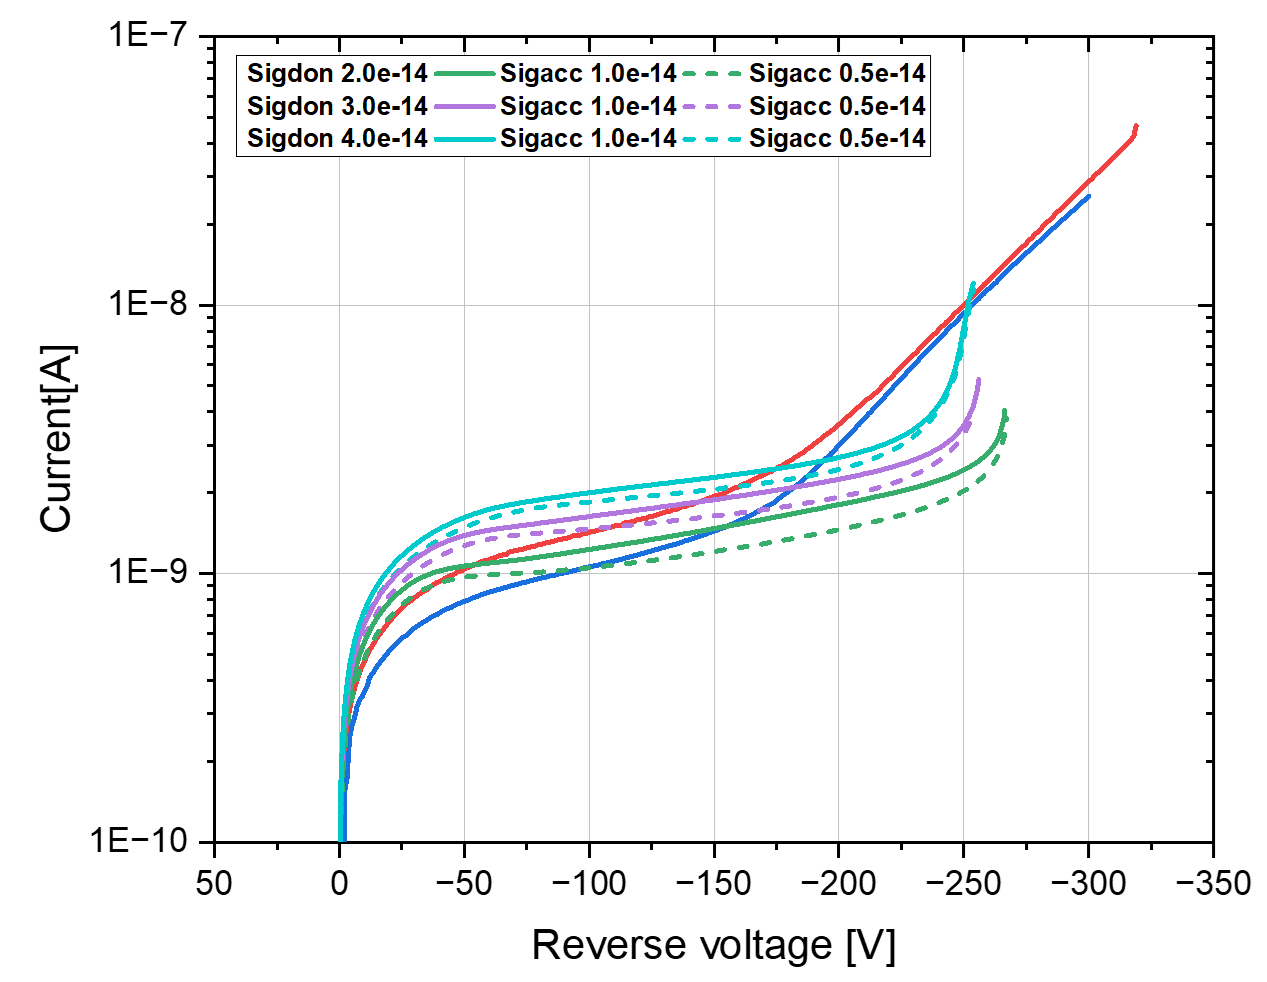 1E−7
Sigdon 2.0e-14 Sigacc 1.0e-14 Sigacc 0.5e-14
Sigdon 3.0e-14 Sigacc 1.0e-14 Sigacc 0.5e-14
Sigdon 4.0e-14 Sigacc 1.0e-14 Sigacc 0.5e-14
1E−8
Current[A]
1E−9
1E−10
50 0 −50 −100 −150 −200 −250 −300 −350
Reverse voltage [V]